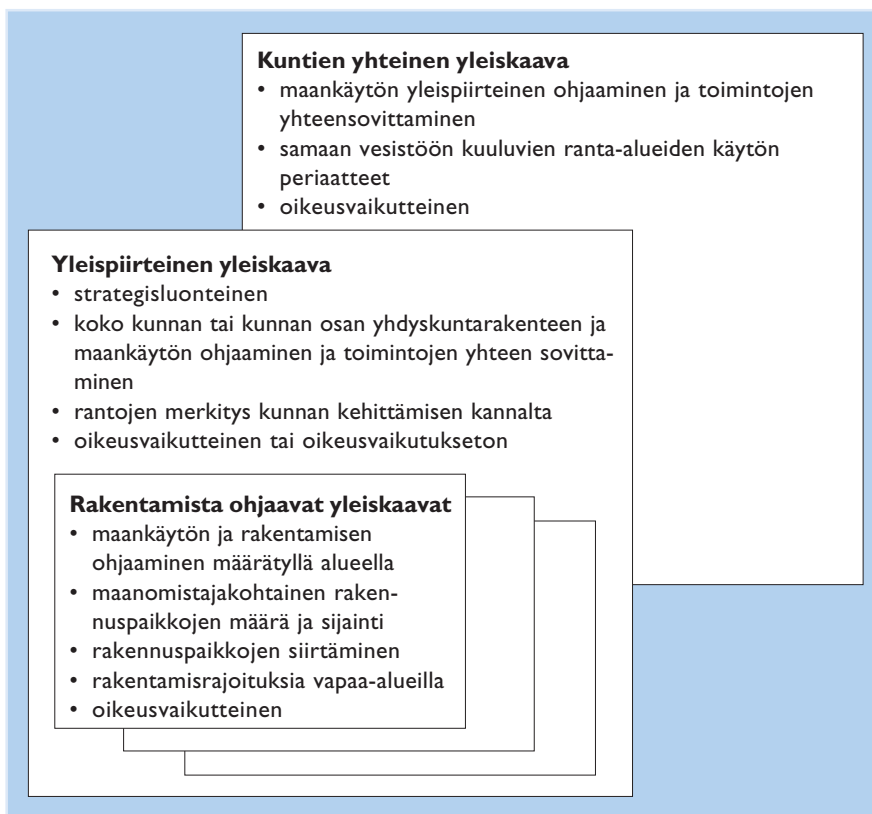 Kuntien yhteinen yleiskaava
• maankäytön yleispiirteinen ohjaaminen ja toimintojen
yhteensovittaminen
• samaan vesistöön kuuluvien ranta-alueiden käytön
periaatteet
• oikeusvaikutteinen
Yleispiirteinen yleiskaava
• strategisluonteinen
• koko kunnan tai kunnan osan yhdyskuntarakenteen ja
maankäytön ohjaaminen ja toimintojen yhteen sovitta-
minen
• rantojen merkitys kunnan kehittämisen kannalta
• oikeusvaikutteinen tai oikeusvaikutukseton
Rakentamista ohjaavat yleiskaavat
• maankäytön ja rakentamisen
ohjaaminen määrätyllä alueella
• maanomistajakohtainen raken-
nuspaikkojen määrä ja sijainti
• rakennuspaikkojen siirtäminen
• rakentamisrajoituksia vapaa-alueilla
• oikeusvaikutteinen